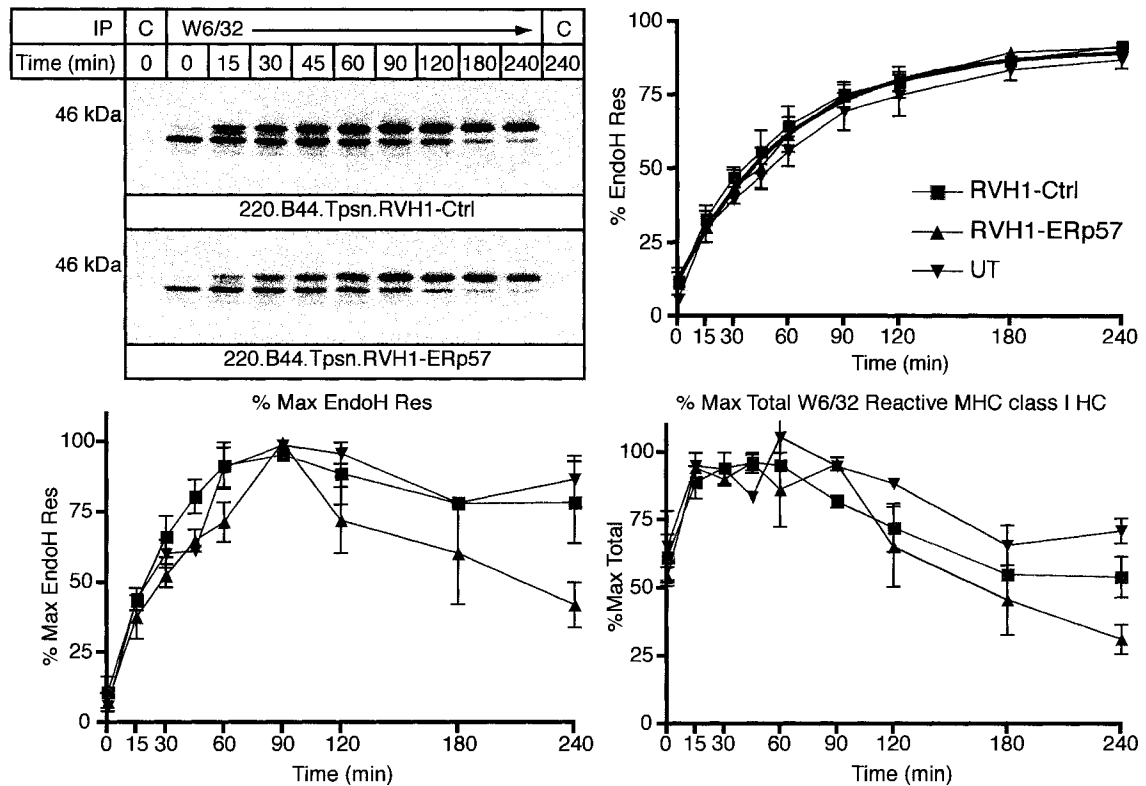 IP C W6/32 C
Time (min) 0 0 15 30 45 60 90 120 180 240 240
46 kDa
220.B44.Tpsn.RVH1-Ctrl
46 kDa
220.B44.Tpsn.RVH1-ERp57
100
75
50
25
0
% EndoH Res
RVH1-Ctrl
RVH1-ERp57
UT
0 15 30 60 90 120 180 240
Time (min)
% Max EndoH Res
100
75
50
25
0
% Max EndoH Res
0 15 30 60 90 120 180 240
Time (min)
% Max Total W6/32 Reactive MHC class I HC
100
75
50
25
0
%Max Total
0 15 30 60 90 120 180 240
Time (min)